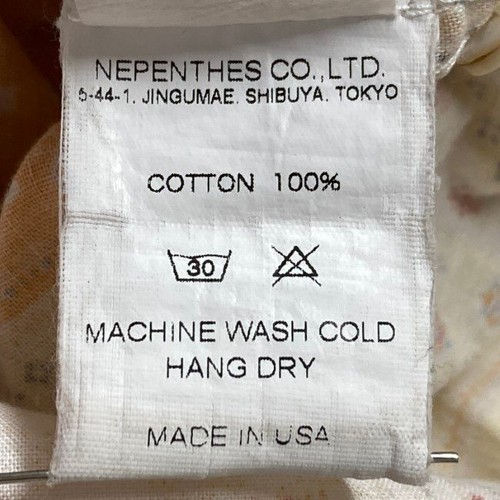 NEPENTHES CO.,LTD.
5-44-1. JINGUMAE. SHIBUYA. TOKYO
COTTON 100%
30
MACHINE WASH COLD
HANG DRY
MADE IN USA